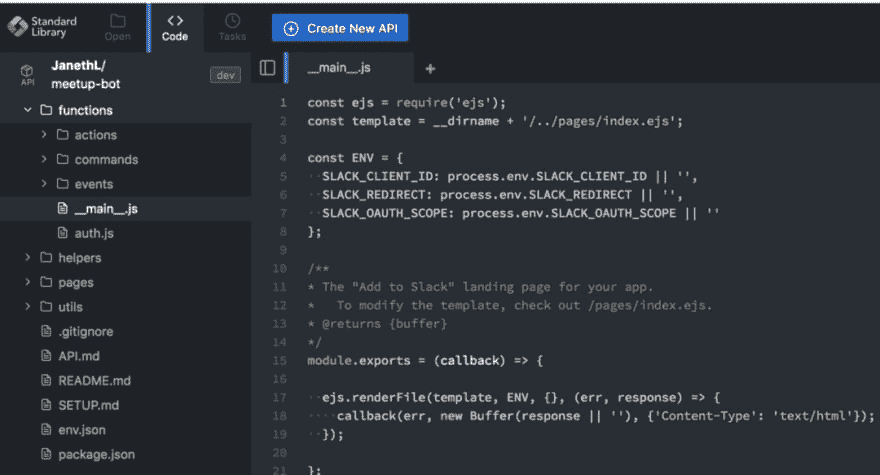 Standard
Library
Open
Code
Tasks
Create New API
API
JanethL/
meetup-bot
dev
functions
actions
commands
events
__main__.js
auth.js
helpers
pages
utils
.gitignore
API.md
README.md
SETUP.md
env.json
package.json
__main__.js
1 const ejs = require('ejs');
2 const template = __dirname + '/../pages/index.ejs';
3
4 const ENV = {
5 SLACK_CLIENT_ID: process.env.SLACK_CLIENT_ID || '',
6 SLACK_REDIRECT: process.env.SLACK_REDIRECT || '',
7 SLACK_OAUTH_SCOPE: process.env.SLACK_OAUTH_SCOPE || ''
8 };
9
10 /**
11 * The "Add to Slack" landing page for your app.
12 *   To modify the template, check out /pages/index.ejs.
13 * @returns {buffer}
14 */
15 module.exports = (callback) => {
16
17 ejs.renderFile(template, ENV, {}, (err, response) => {
18 callback(err, new Buffer(response || ''), {'Content-Type': 'text/html'});
19 });
20
21 };